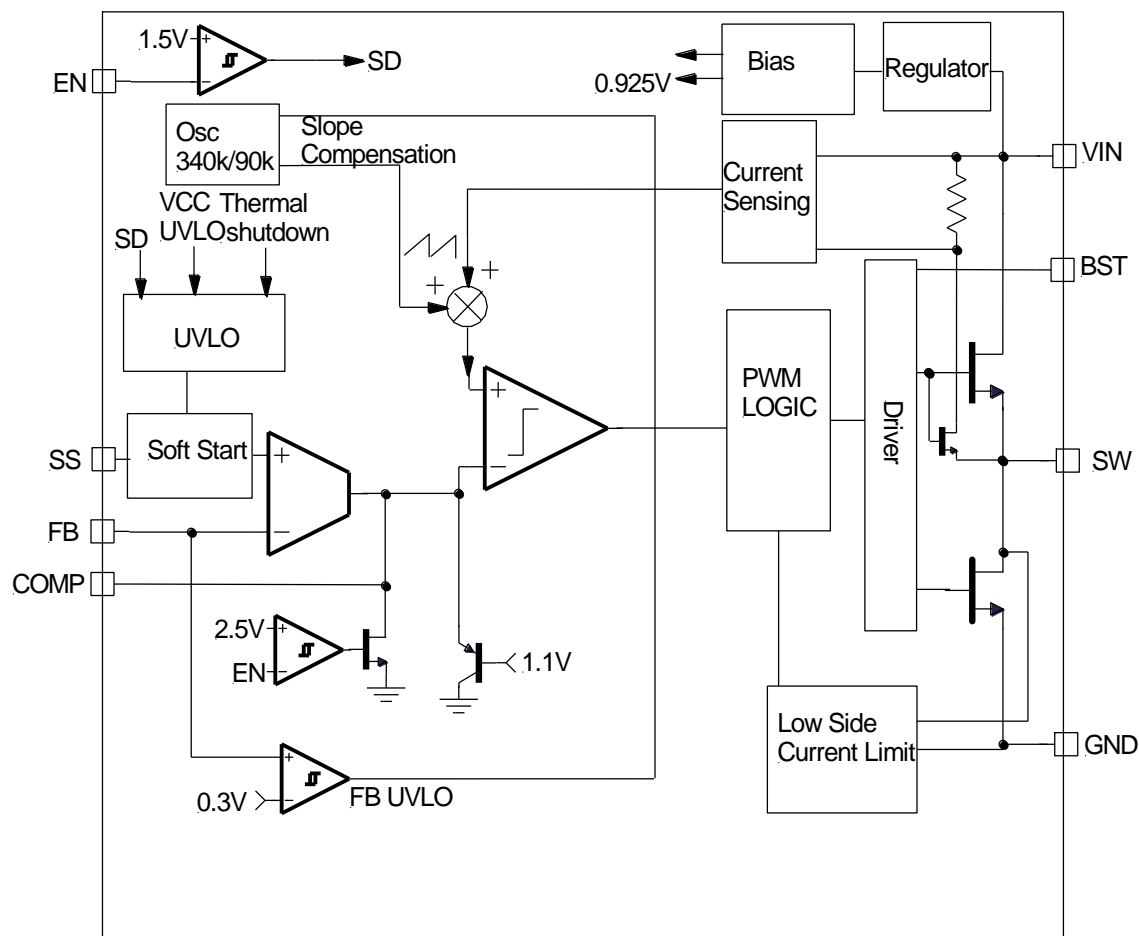 1.5V
+
−
SD
EN
Bias
0.925V
Regulator
Osc
340k/90k
Slope
Compensation
Current
Sensing
VIN
VCC
UVLO
Thermal
shutdown
SD
+
+
BST
UVLO
PWM
LOGIC
+
−
Driver
Soft Start
SS
+
−
SW
FB
COMP
2.5V
+
EN
−
1.1V
Low Side
Current Limit
GND
+
−
0.3V
FB UVLO